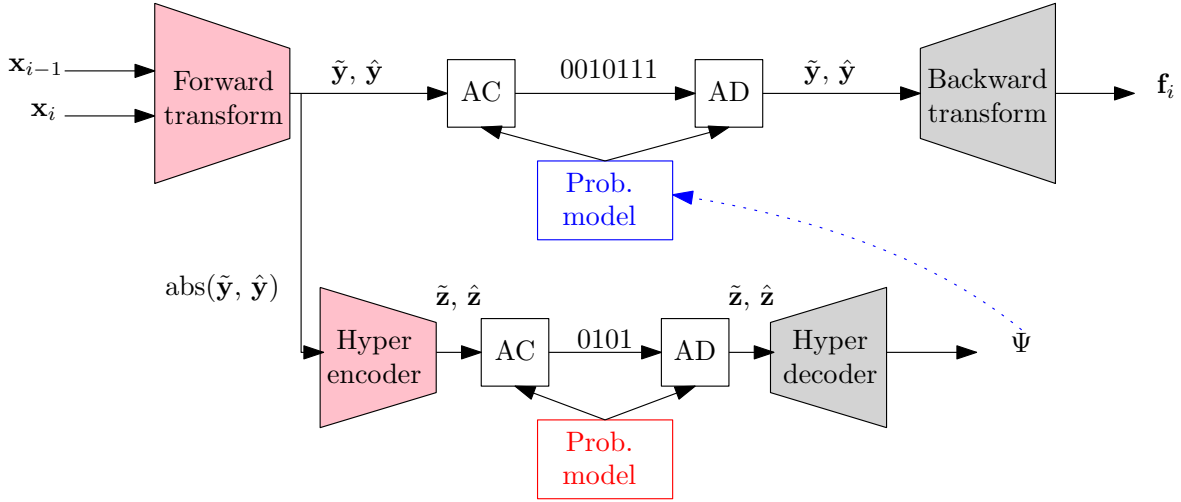 x_{i−1}
x_i
Forward
transform
ỹ, ŷ
AC
0010111
AD
ỹ, ŷ
Backward
transform
f_i
Prob.
model
abs(ỹ, ŷ)
Hyper
encoder
z̃, ẑ
AC
0101
AD
z̃, ẑ
Hyper
decoder
Ψ
Prob.
model